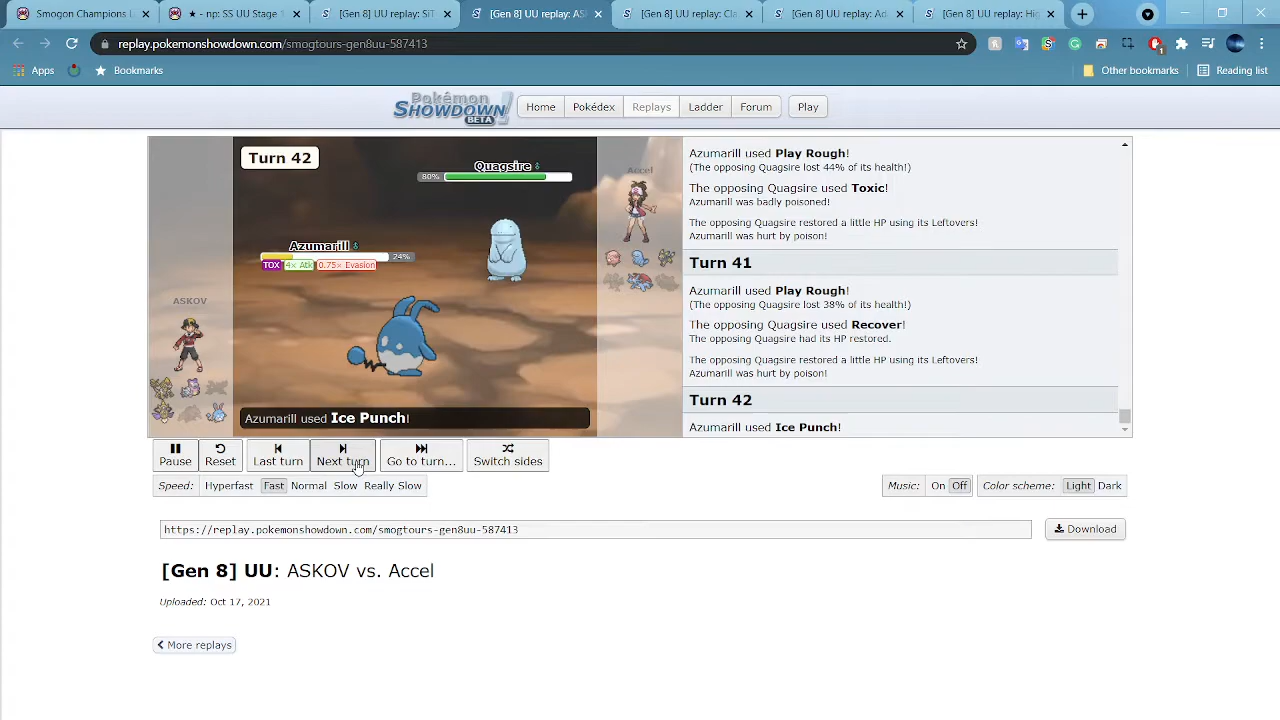 Smogon Champions L
★ - np: SS UU Stage
[Gen 8] UU replay: SiT
[Gen 8] UU replay: AS
[Gen 8] UU replay: Cla
[Gen 8] UU replay: Ad
[Gen 8] UU replay: Hig
replay.pokemonshowdown.com/smogtours-gen8uu-587413
Apps
Bookmarks
Other bookmarks
Reading list
Pokémon
SHOWDOWN!
BETA
Home
Pokédex
Replays
Ladder
Forum
Play
Turn 42
Quagsire
80%
Azumarill
24%
TOX 4× Atk 0.75× Evasion
ASKOV
Accel
Azumarill used Ice Punch!
Azumarill used Play Rough!
(The opposing Quagsire lost 44% of its health!)
The opposing Quagsire used Toxic!
Azumarill was badly poisoned!
The opposing Quagsire restored a little HP using its Leftovers!
Azumarill was hurt by poison!
Turn 41
Azumarill used Play Rough!
(The opposing Quagsire lost 38% of its health!)
The opposing Quagsire used Recover!
The opposing Quagsire had its HP restored.
The opposing Quagsire restored a little HP using its Leftovers!
Azumarill was hurt by poison!
Turn 42
Azumarill used Ice Punch!
Pause
Reset
Last turn
Next turn
Go to turn...
Switch sides
Speed: Hyperfast Fast Normal Slow Really Slow
Music: On Off
Color scheme: Light Dark
https://replay.pokemonshowdown.com/smogtours-gen8uu-587413
Download
[Gen 8] UU: ASKOV vs. Accel
Uploaded: Oct 17, 2021
More replays